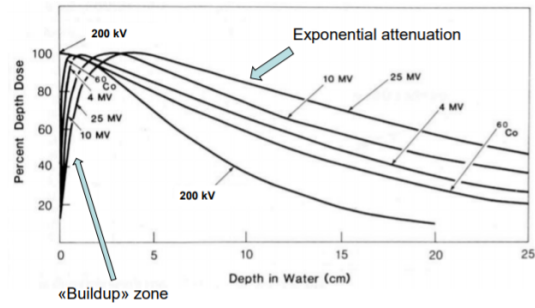 200 kV
Exponential attenuation
Percent Depth Dose
100
80
60
40
20
60
Co
4 MV
25 MV
10 MV
10 MV
25 MV
4 MV
60
Co
200 kV
0
5
10
15
20
25
Depth in Water (cm)
«Buildup» zone